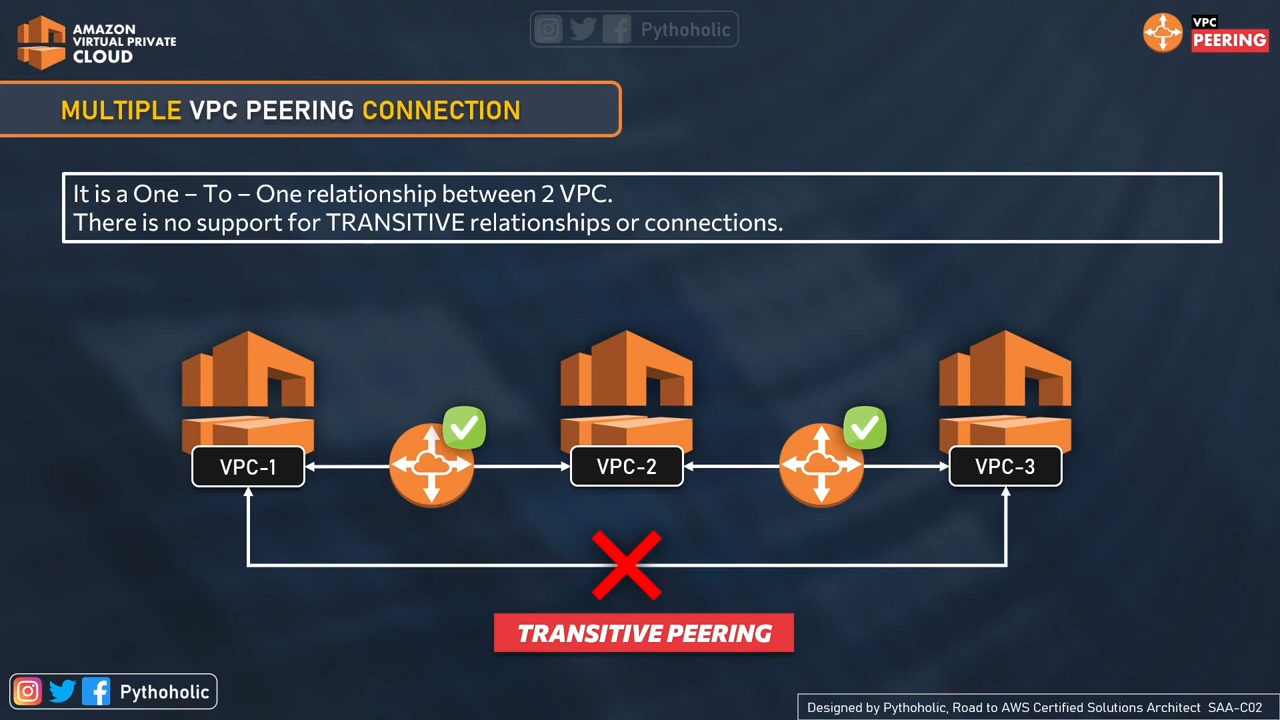 AMAZON
VIRTUAL PRIVATE
CLOUD
Pythoholic
VPC
PEERING
MULTIPLE VPC PEERING CONNECTION
It is a One – To – One relationship between 2 VPC.
There is no support for TRANSITIVE relationships or connections.
VPC-1
VPC-2
VPC-3
TRANSITIVE PEERING
Pythoholic
Designed by Pythoholic, Road to AWS Certified Solutions Architect SAA-C02